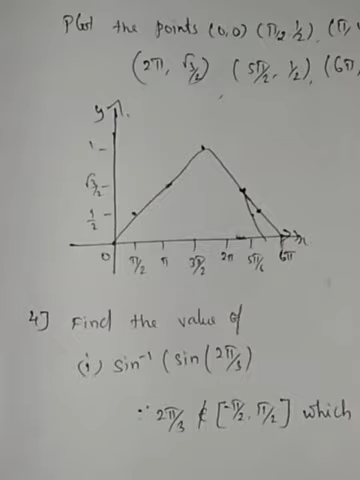 Plot the points (0,0) (π/2, 1/2), (π,
(2π, √3/2) (5π/2, 1/2), (6π,
y
1
√3/2
1/2
0 π/2 π 3π/2 2π 5π/6 6π x
4] Find the value of
(i) sin⁻¹ (sin(2π/3)
∵ 2π/3 ∉ [-π/2, π/2] which